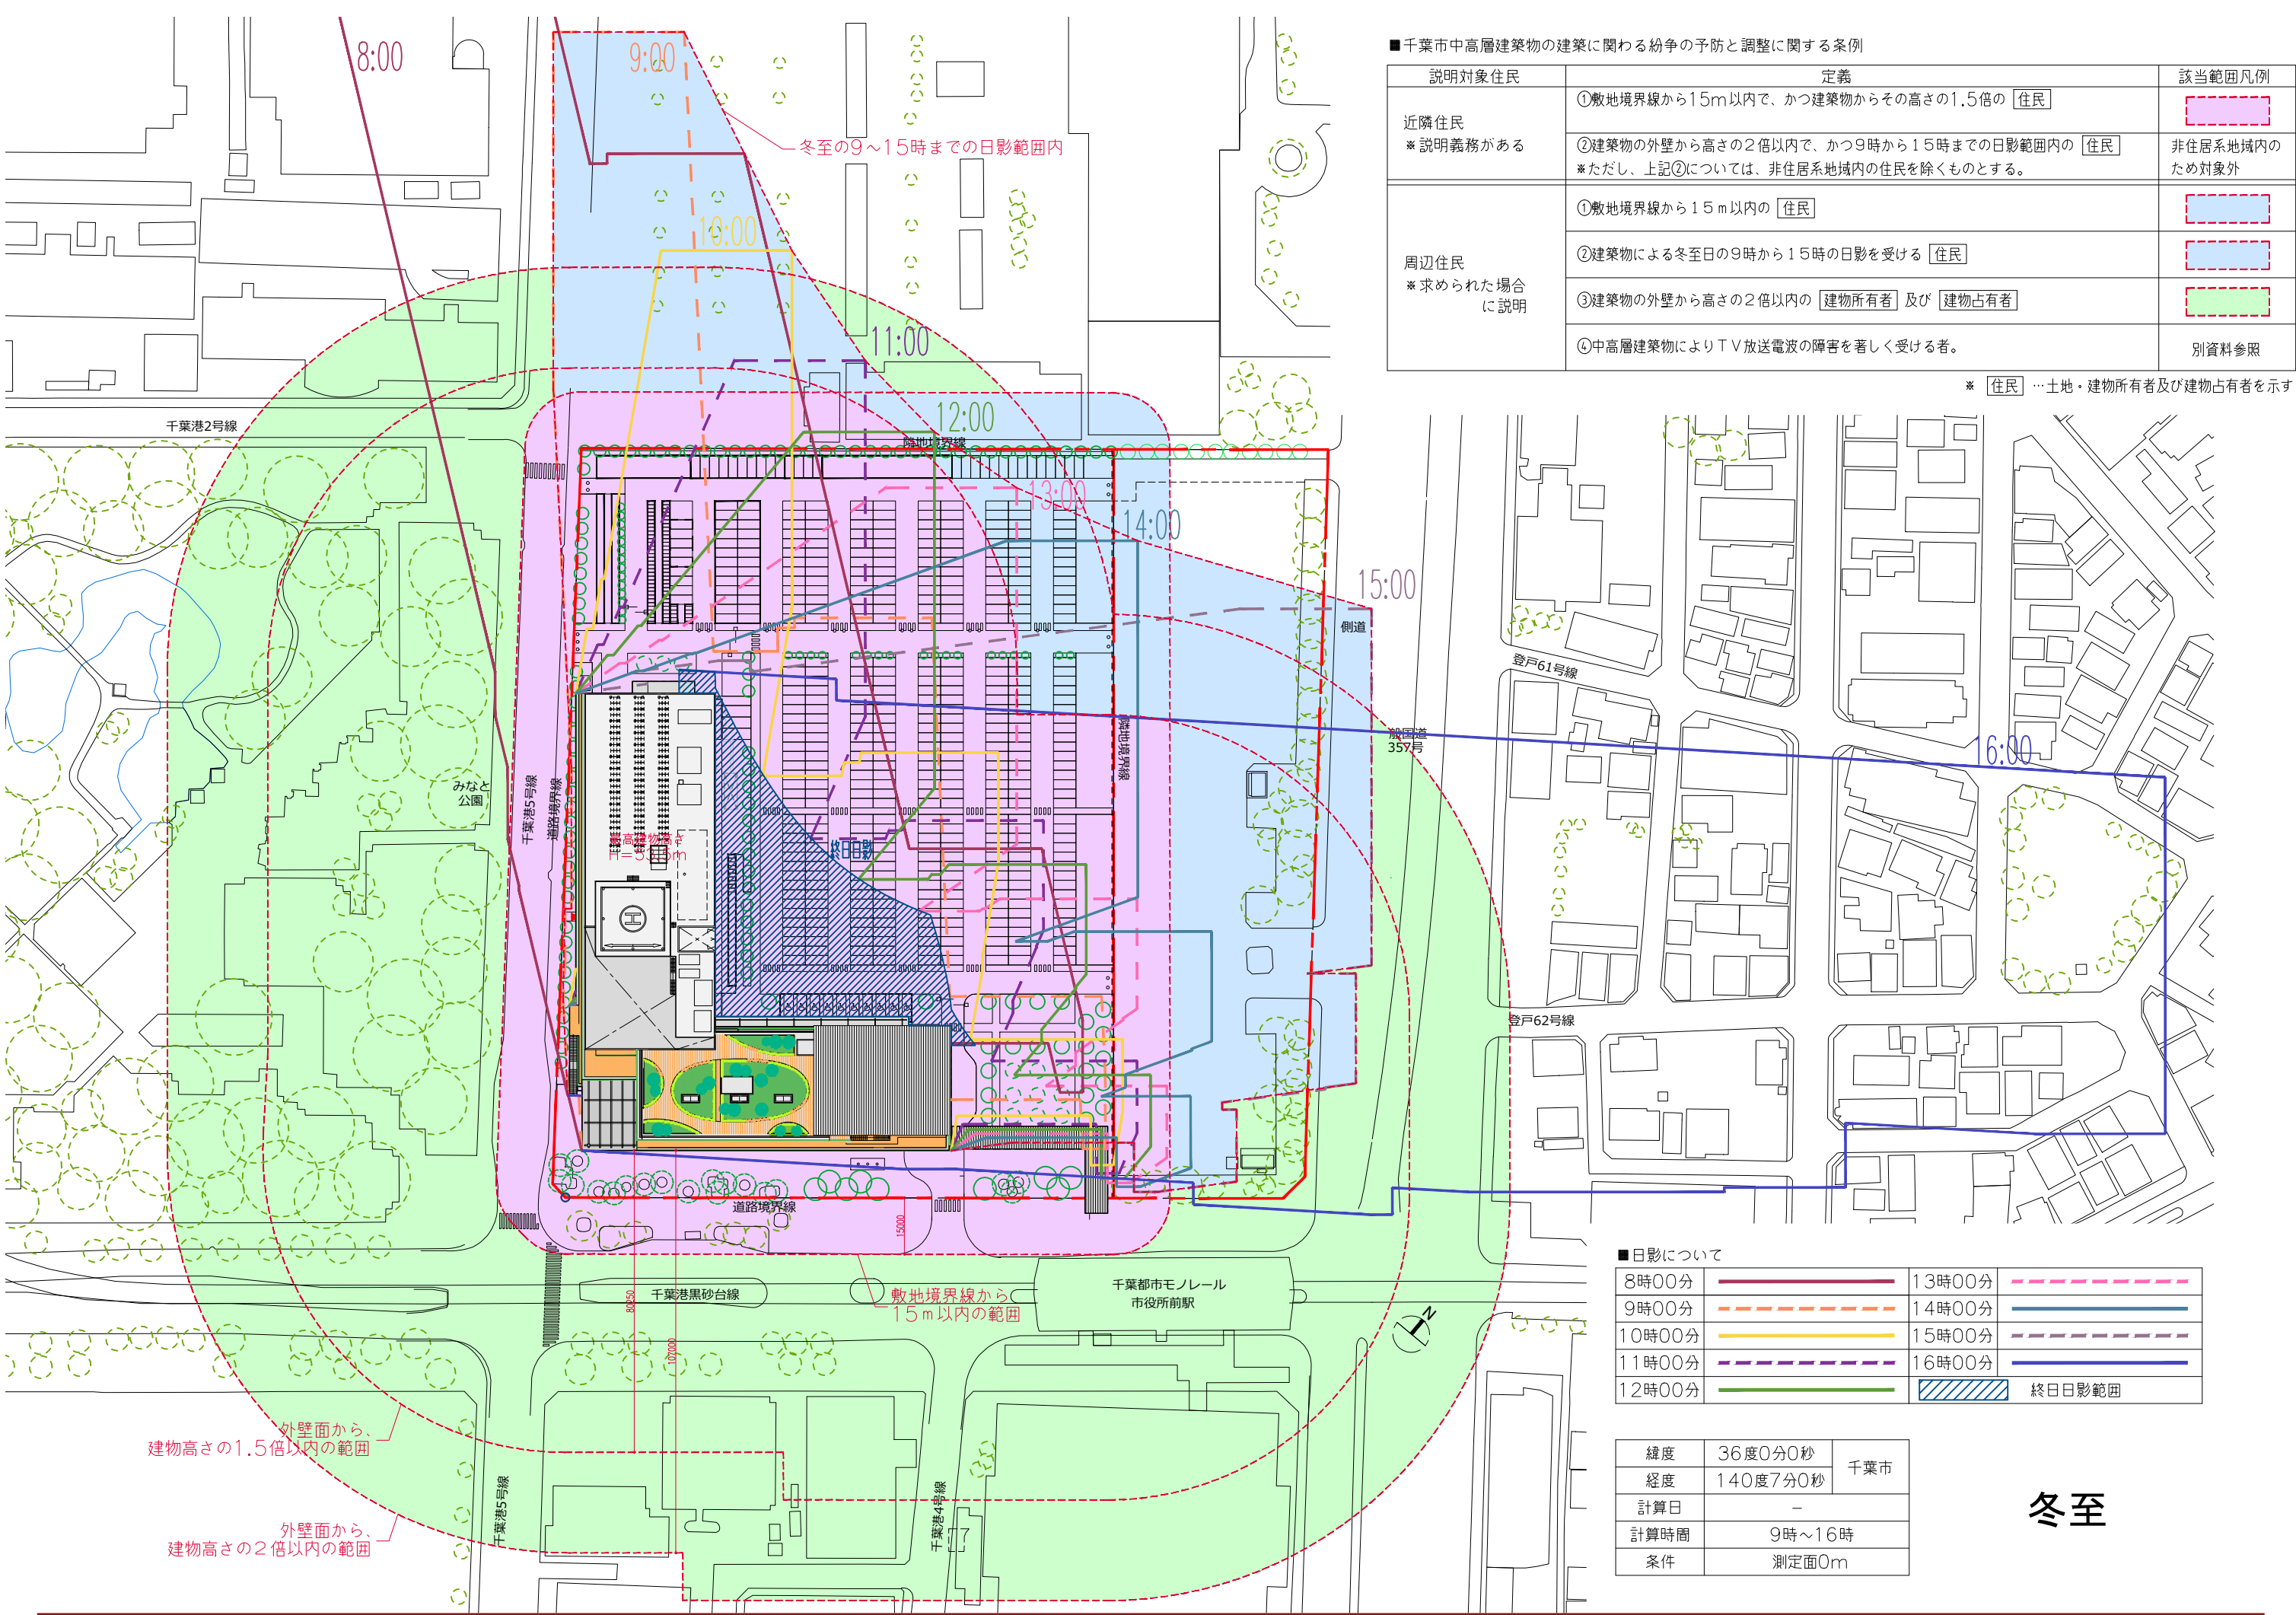 ■千葉市中高層建築物の建築に関わる紛争の予防と調整に関する条例
説明対象住民 定義 該当範囲凡例
近隣住民
※説明義務がある
①敷地境界線から15m以内で、かつ建築物からその高さの1.5倍の 住民
②建築物の外壁から高さの2倍以内で、かつ9時から15時までの日影範囲内の 住民
※ただし、上記②については、非住居系地域内の住民を除くものとする。
非住居系地域内の
ため対象外
周辺住民
※求められた場合
に説明
①敷地境界線から15m以内の 住民
②建築物による冬至日の9時から15時の日影を受ける 住民
③建築物の外壁から高さの2倍以内の 建物所有者 及び 建物占有者
④中高層建築物によりTV放送電波の障害を著しく受ける者。
別資料参照
※ 住民 …土地・建物所有者及び建物占有者を示す
8:00
9:00
冬至の9～15時までの日影範囲内
10:00
11:00
12:00
千葉港2号線
隣地境界線
13:00
14:00
15:00
側道
登戸61号線
隣地境界線
357号
16:00
みなと
公園
千葉港5号線
道路境界線
最高建物高さ
終日日影
H
登戸62号線
道路境界線
15000
千葉港黒砂台線
敷地境界線から
15m以内の範囲
千葉都市モノレール
市役所前駅
N
107000
外壁面から、
建物高さの1.5倍以内の範囲
外壁面から、
建物高さの2倍以内の範囲
千葉港5号線
千葉港4号線
■日影について
8時00分 13時00分
9時00分 14時00分
10時00分 15時00分
11時00分 16時00分
12時00分 終日日影範囲
緯度 36度0分0秒 千葉市
経度 140度7分0秒
計算日 －
計算時間 9時～16時
条件 測定面0m
冬至